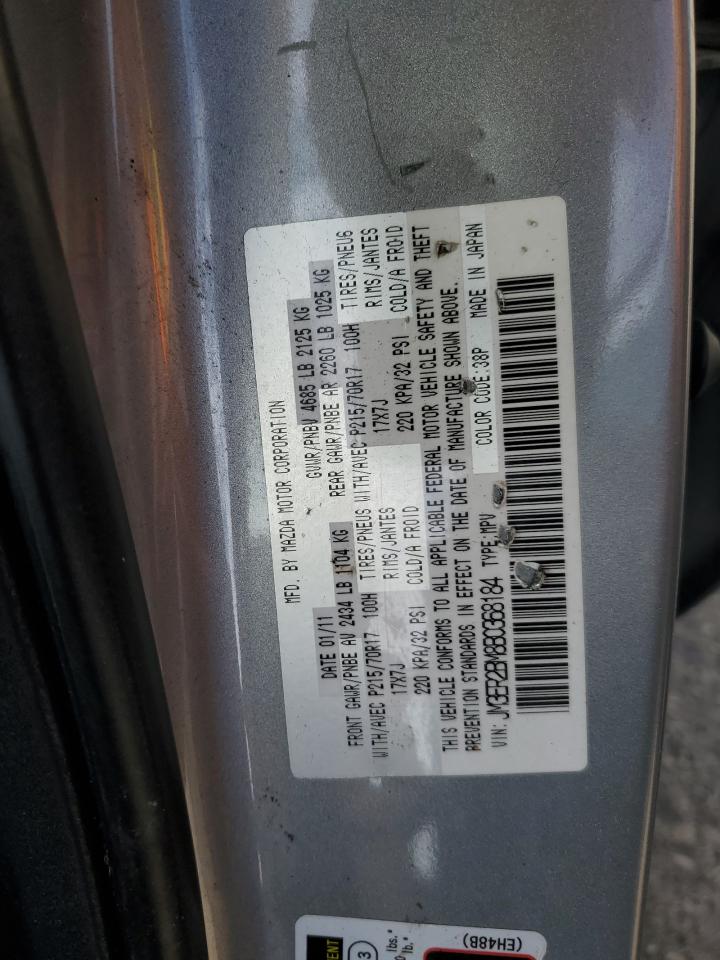 MFD. BY MAZDA MOTOR CORPORATION
DATE 01/11 GVWR/PNBV 4685 LB 2125 KG
FRONT GAWR/PNBE AV 2434 LB 1104 KG REAR GAWR/PNBE AR 2260 LB 1025 KG
WITH/AVEC P215/70R17 100H TIRES/PNEUS WITH/AVEC P215/70R17 100H TIRES/PNEUS
17X7J RIMS/JANTES 17X7J RIMS/JANTES
220 KPA/32 PSI COLD/A FROID 220 KPA/32 PSI COLD/A FROID
THIS VEHICLE CONFORMS TO ALL APPLICABLE FEDERAL MOTOR VEHICLE SAFETY AND THEFT
PREVENTION STANDARDS IN EFFECT ON THE DATE OF MANUFACTURE SHOWN ABOVE.
VIN: JM3ER2BM8B0368184 TYPE:MPV COLOR CODE:38P MADE IN JAPAN
3
lbs.*
lb.*
(EH48B)